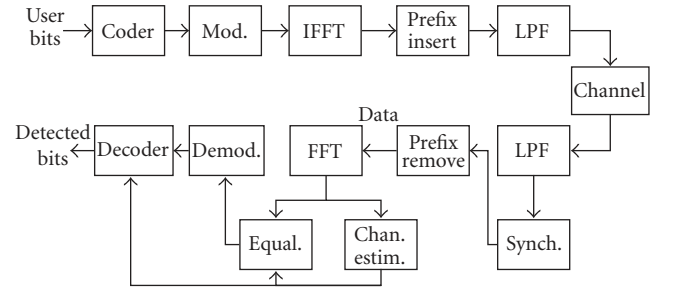 User
bits
Coder
Mod.
IFFT
Prefix
insert
LPF
Channel
Detected
bits
Decoder
Demod.
FFT
Data
Prefix
remove
LPF
Equal.
Chan.
estim.
Synch.